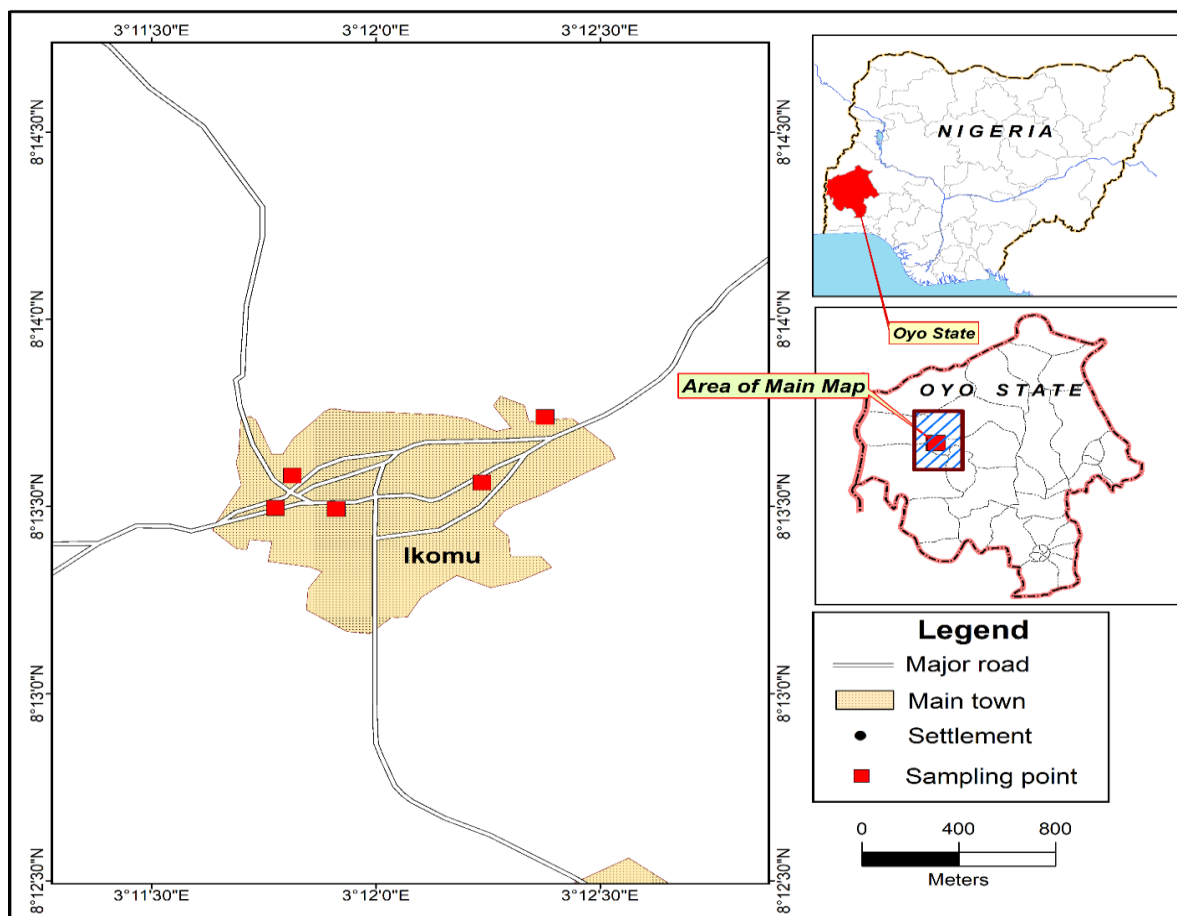 3°11'30"E
3°12'0"E
3°12'30"E
8°14'30"N
8°14'0"N
8°13'30"N
8°13'0"N
8°12'30"N
8°14'30"N
8°14'0"N
8°13'30"N
8°13'0"N
8°12'30"N
Ikomu
3°11'30"E
3°12'0"E
3°12'30"E
NIGERIA
Oyo State
Area of Main Map
OYO STATE
Legend
Major road
Main town
Settlement
Sampling point
0 400 800
Meters